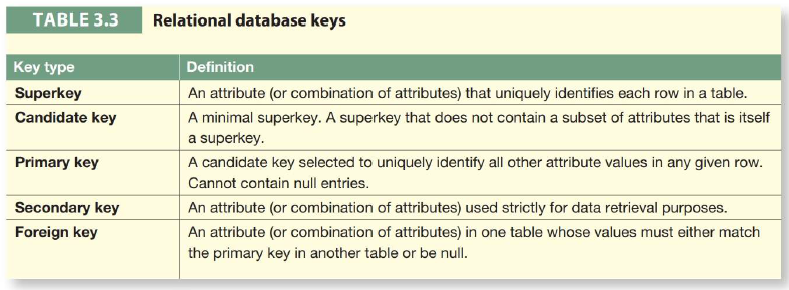 TABLE 3.3 Relational database keys
Key type Definition
Superkey An attribute (or combination of attributes) that uniquely identifies each row in a table.
Candidate key A minimal superkey. A superkey that does not contain a subset of attributes that is itself
a superkey.
Primary key A candidate key selected to uniquely identify all other attribute values in any given row.
Cannot contain null entries.
Secondary key An attribute (or combination of attributes) used strictly for data retrieval purposes.
Foreign key An attribute (or combination of attributes) in one table whose values must either match
the primary key in another table or be null.